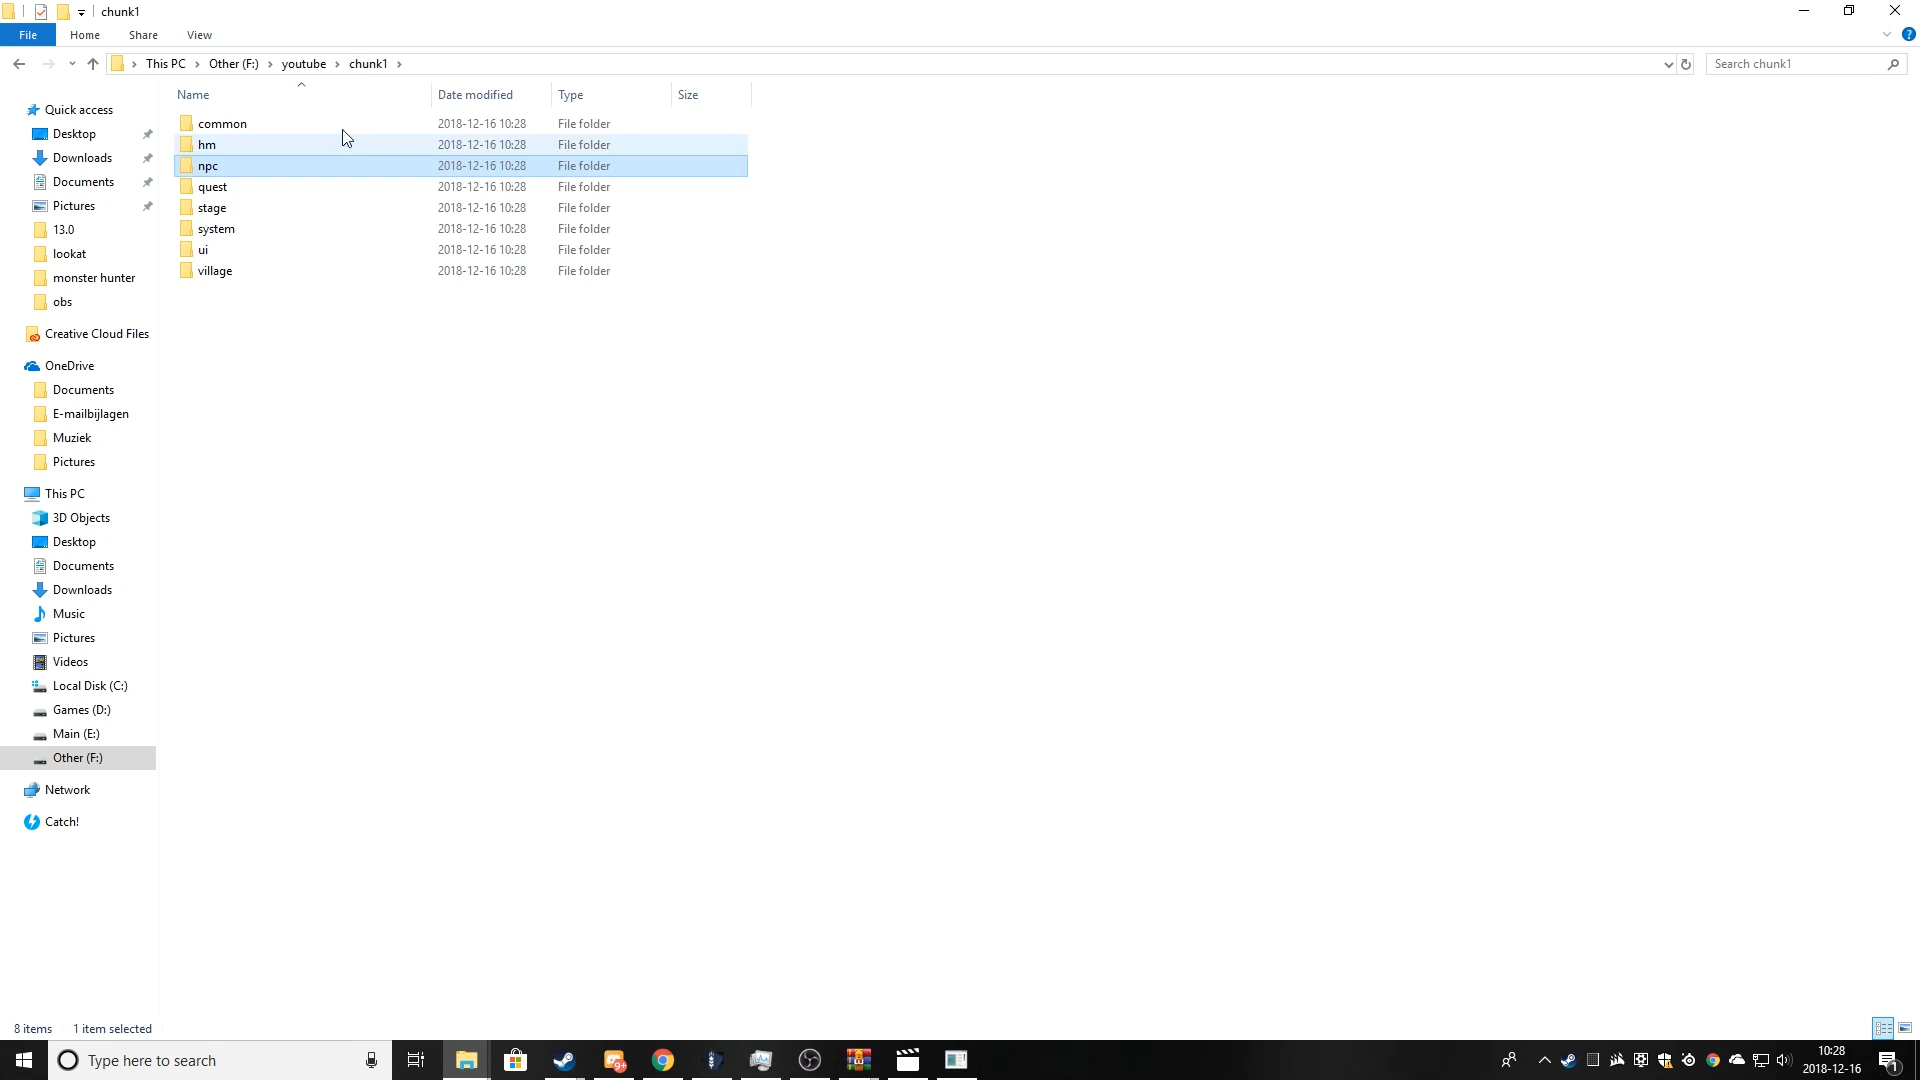 chunk1
File Home Share View
This PC Other (F:) youtube chunk1
Search chunk1
Name Date modified Type Size
common 2018-12-16 10:28 File folder
hm 2018-12-16 10:28 File folder
npc 2018-12-16 10:28 File folder
quest 2018-12-16 10:28 File folder
stage 2018-12-16 10:28 File folder
system 2018-12-16 10:28 File folder
ui 2018-12-16 10:28 File folder
village 2018-12-16 10:28 File folder
Quick access
Desktop
Downloads
Documents
Pictures
13.0
lookat
monster hunter
obs
Creative Cloud Files
OneDrive
Documents
E-mailbijlagen
Muziek
Pictures
This PC
3D Objects
Desktop
Documents
Downloads
Music
Pictures
Videos
Local Disk (C:)
Games (D:)
Main (E:)
Other (F:)
Network
Catch!
8 items 1 item selected
Type here to search
9+
10:28
2018-12-16
1